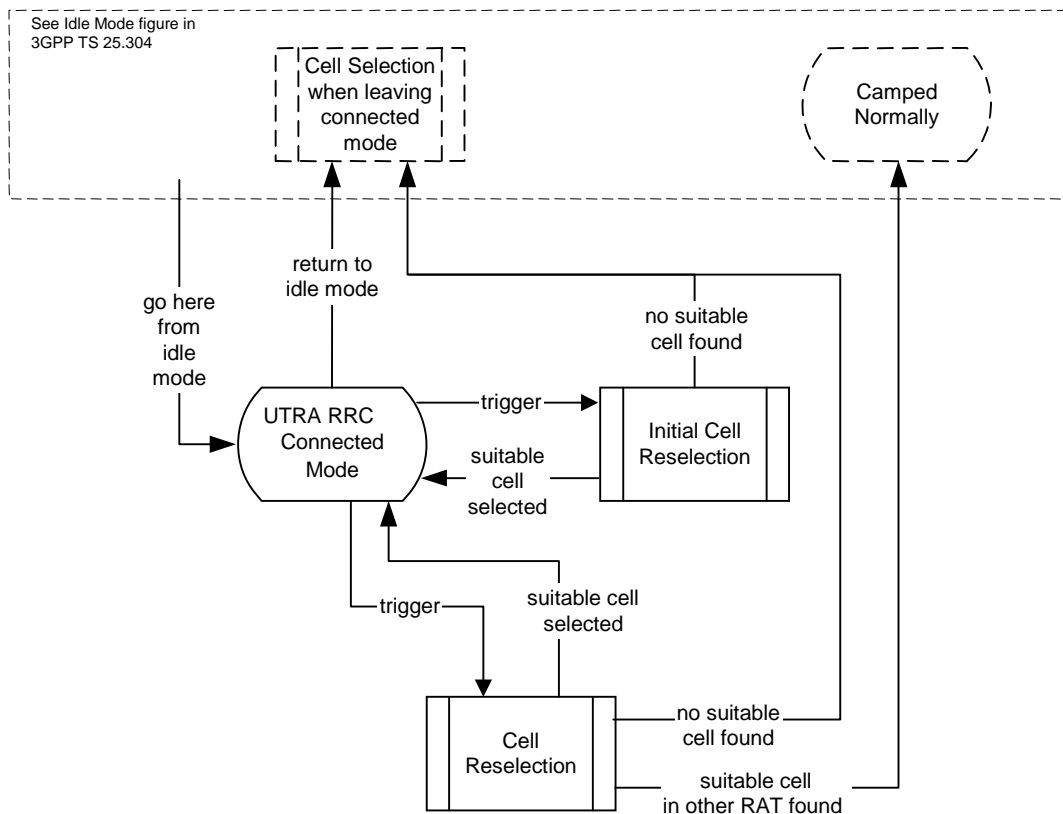 See Idle Mode figure in
3GPP TS 25.304
Cell Selection
when leaving
connected
mode
Camped
Normally
return to
idle mode
go here
from
idle
mode
no suitable
cell found
UTRA RRC
Connected
Mode
trigger
Initial Cell
Reselection
suitable
cell
selected
trigger
suitable cell
selected
Cell
Reselection
no suitable
cell found
suitable cell
in other RAT found